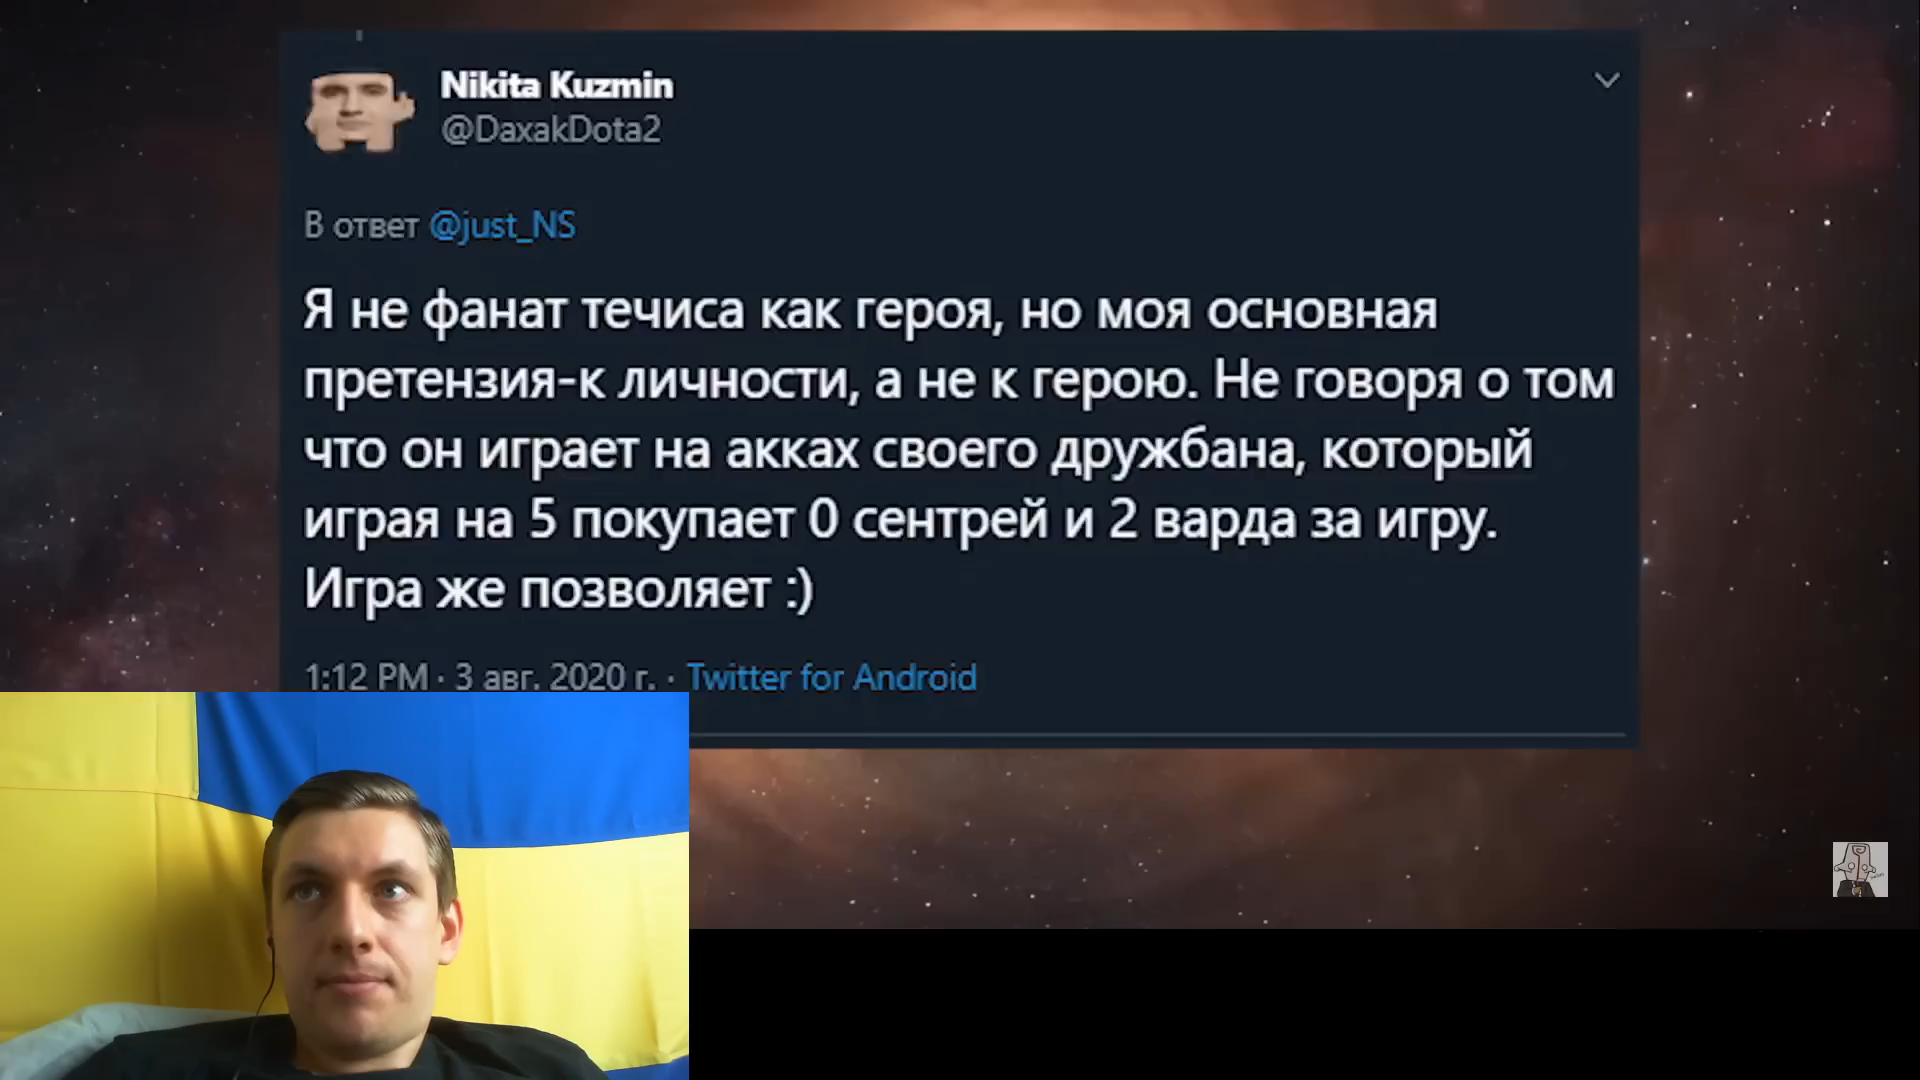 Nikita Kuzmin
@DaxakDota2
В ответ @just_NS
Я не фанат течиса как героя, но моя основная
претензия-к личности, а не к герою. Не говоря о том
что он играет на акках своего дружбана, который
играя на 5 покупает 0 сентрей и 2 варда за игру.
Игра же позволяет :)
1:12 PM · 3 авг. 2020 г. · Twitter for Android